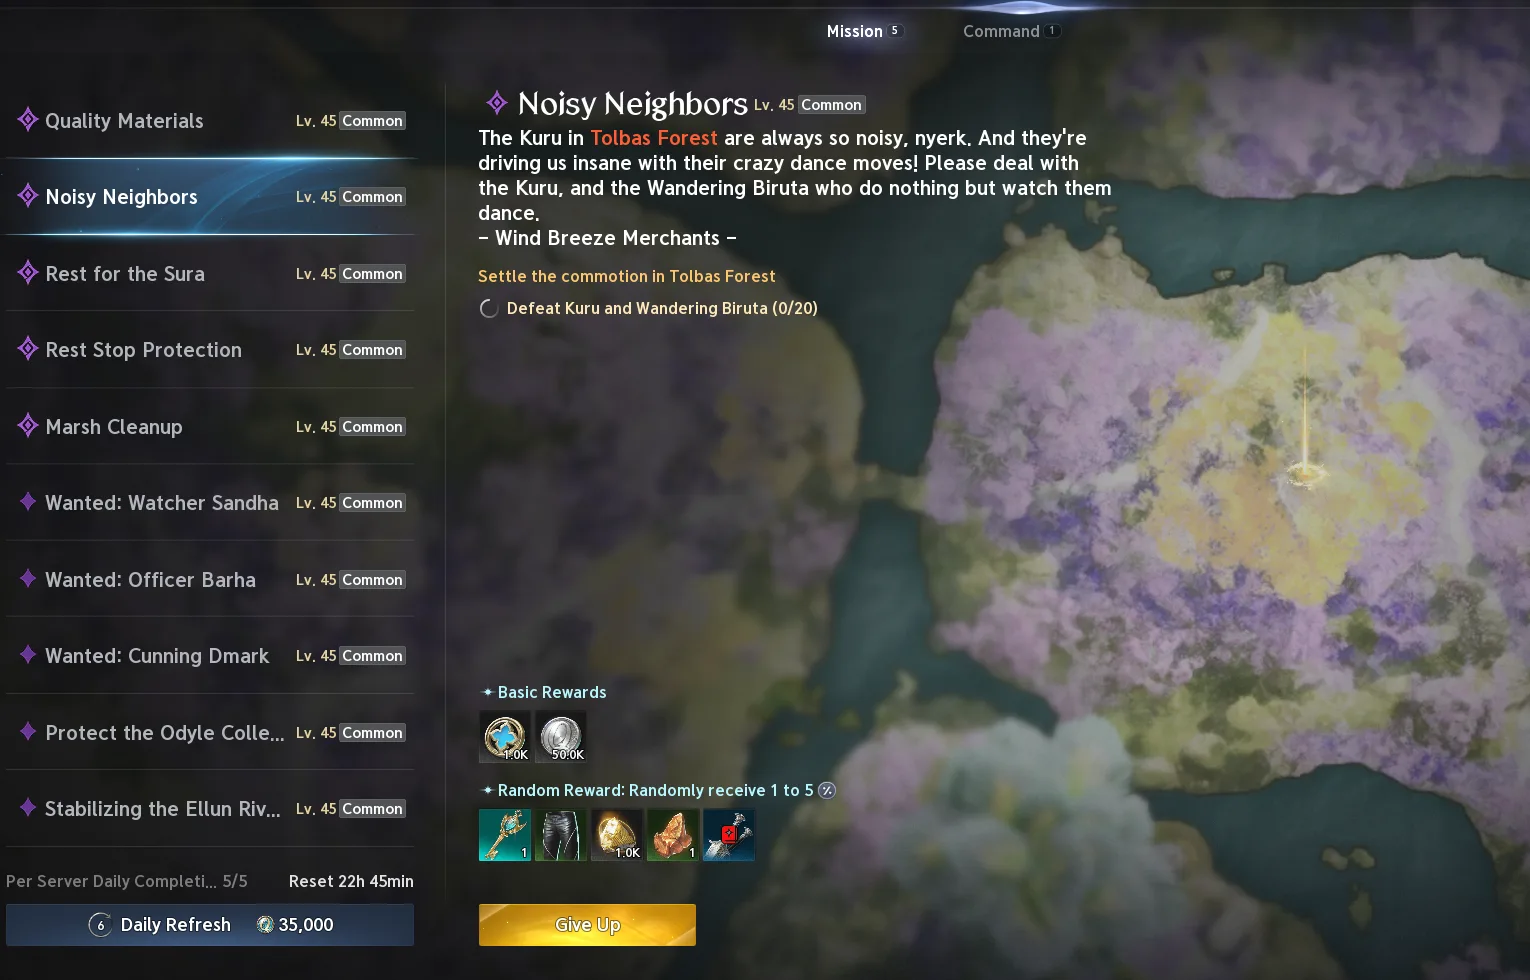 Mission 5
Command 1
Quality Materials Lv. 45 Common
Noisy Neighbors Lv. 45 Common
Rest for the Sura Lv. 45 Common
Rest Stop Protection Lv. 45 Common
Marsh Cleanup Lv. 45 Common
Wanted: Watcher Sandha Lv. 45 Common
Wanted: Officer Barha Lv. 45 Common
Wanted: Cunning Dmark Lv. 45 Common
Protect the Odyle Colle... Lv. 45 Common
Stabilizing the Ellun Riv... Lv. 45 Common
Per Server Daily Completi... 5/5 Reset 22h 45min
6 Daily Refresh 35,000
Noisy Neighbors Lv. 45 Common
The Kuru in Tolbas Forest are always so noisy, nyerk. And they're
driving us insane with their crazy dance moves! Please deal with
the Kuru, and the Wandering Biruta who do nothing but watch them
dance.
– Wind Breeze Merchants –
Settle the commotion in Tolbas Forest
Defeat Kuru and Wandering Biruta (0/20)
Basic Rewards
1.0K 50.0K
Random Reward: Randomly receive 1 to 5
1 1.0K 1
Give Up